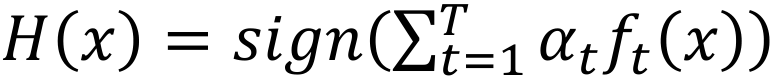 H(x) = sign(∑_{t=1}^{T} α_t f_t(x))